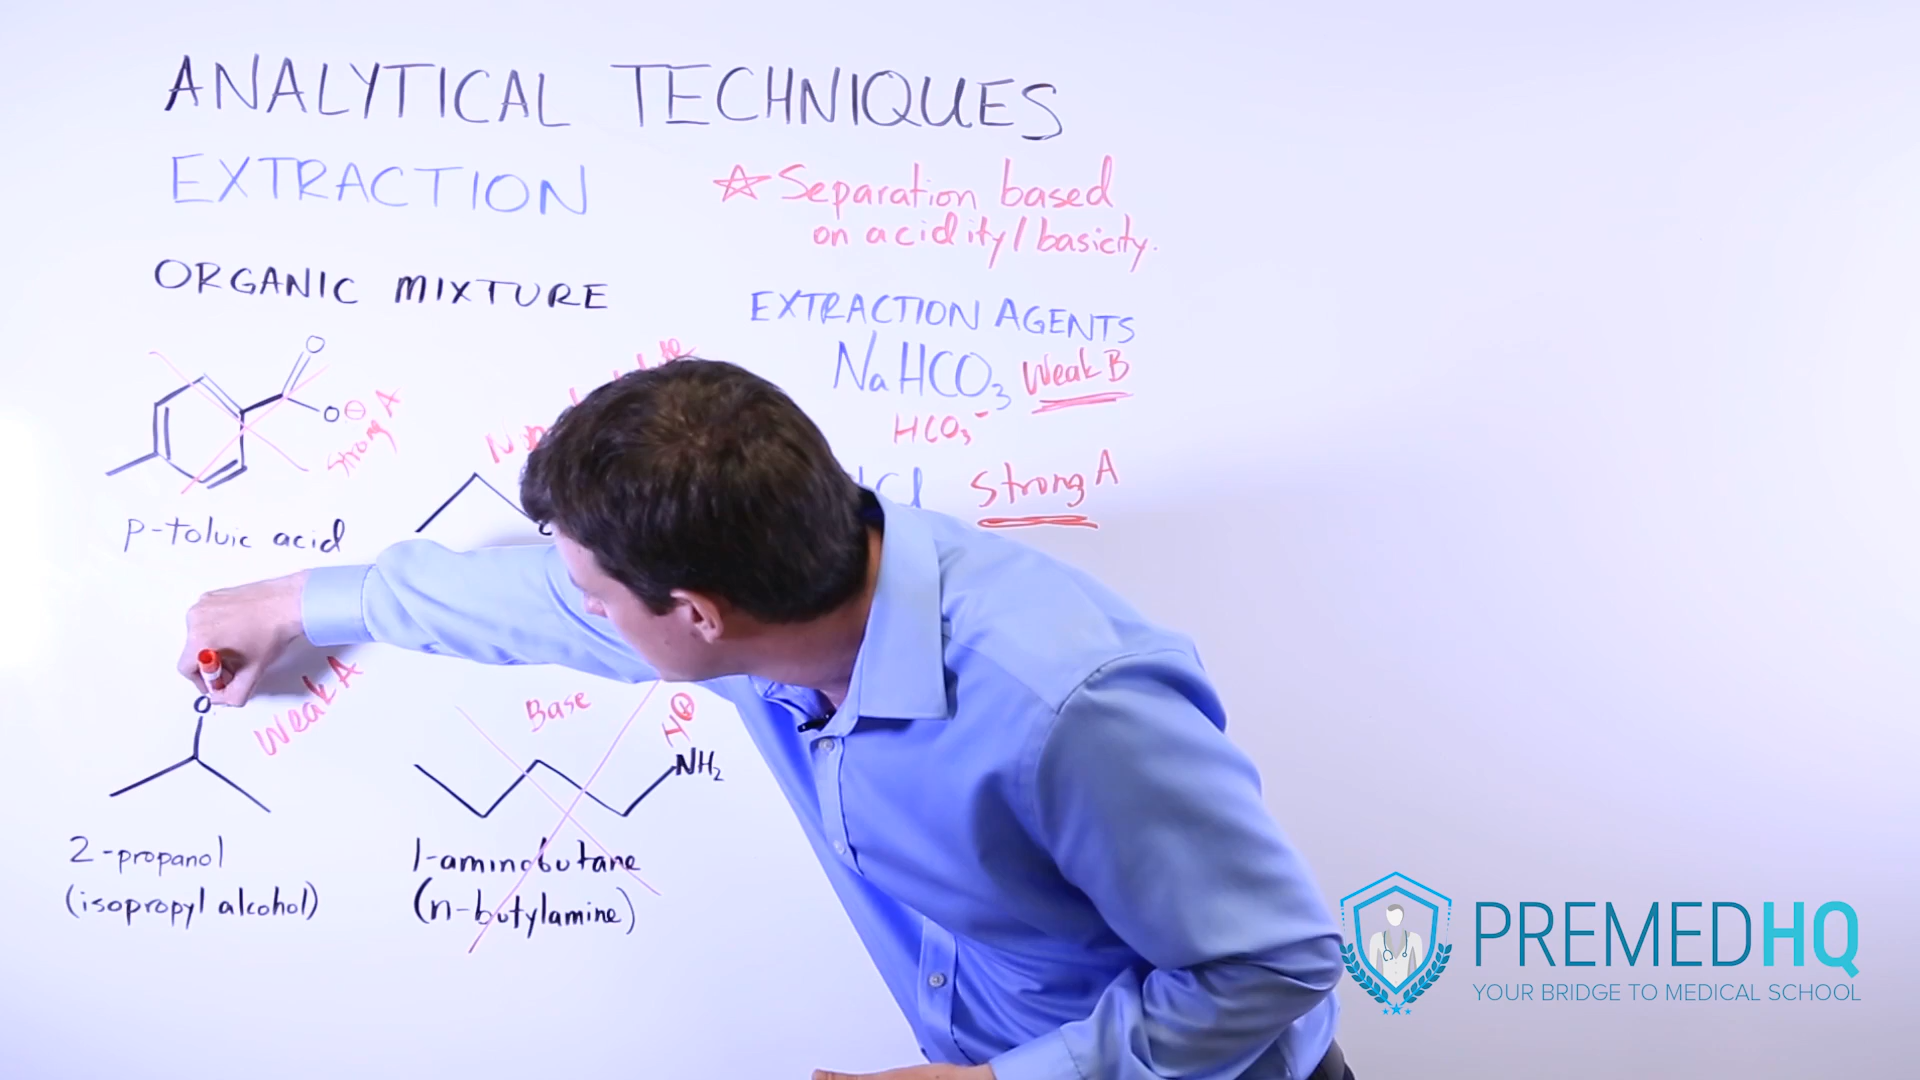 ANALYTICAL TECHNIQUES
EXTRACTION
☆ Separation based
on acidity/basicity.
ORGANIC MIXTURE
EXTRACTION AGENTS
NaHCO₃ Weak B
HCO₃⁻
Strong A
O
O⊖
Strong A
p-toluic acid
O
Weak A
2-propanol
(isopropyl alcohol)
Base
H⊕
NH₂
1-aminobutane
(n-butylamine)
PREMEDHQ
YOUR BRIDGE TO MEDICAL SCHOOL